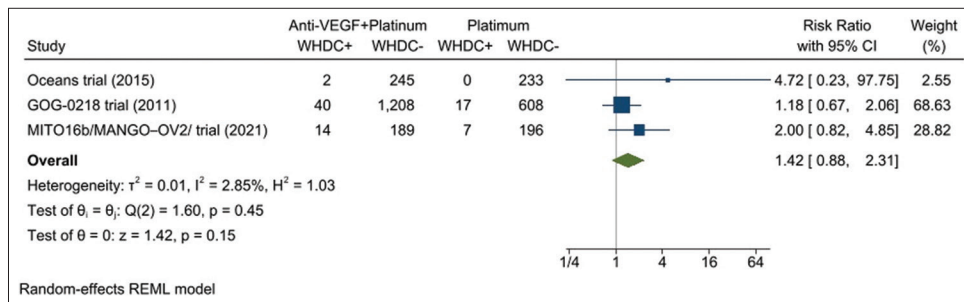 Anti-VEGF+Platinum Platimum Risk Ratio Weight
Study WHDC+ WHDC- WHDC+ WHDC- with 95% CI (%)
Oceans trial (2015) 2 245 0 233 4.72 [ 0.23, 97.75] 2.55
GOG-0218 trial (2011) 40 1,208 17 608 1.18 [ 0.67, 2.06] 68.63
MITO16b/MANGO–OV2/ trial (2021) 14 189 7 196 2.00 [ 0.82, 4.85] 28.82
Overall 1.42 [ 0.88, 2.31]
Heterogeneity: τ² = 0.01, I² = 2.85%, H² = 1.03
Test of θᵢ = θⱼ: Q(2) = 1.60, p = 0.45
Test of θ = 0: z = 1.42, p = 0.15
1/4 1 4 16 64
Random-effects REML model